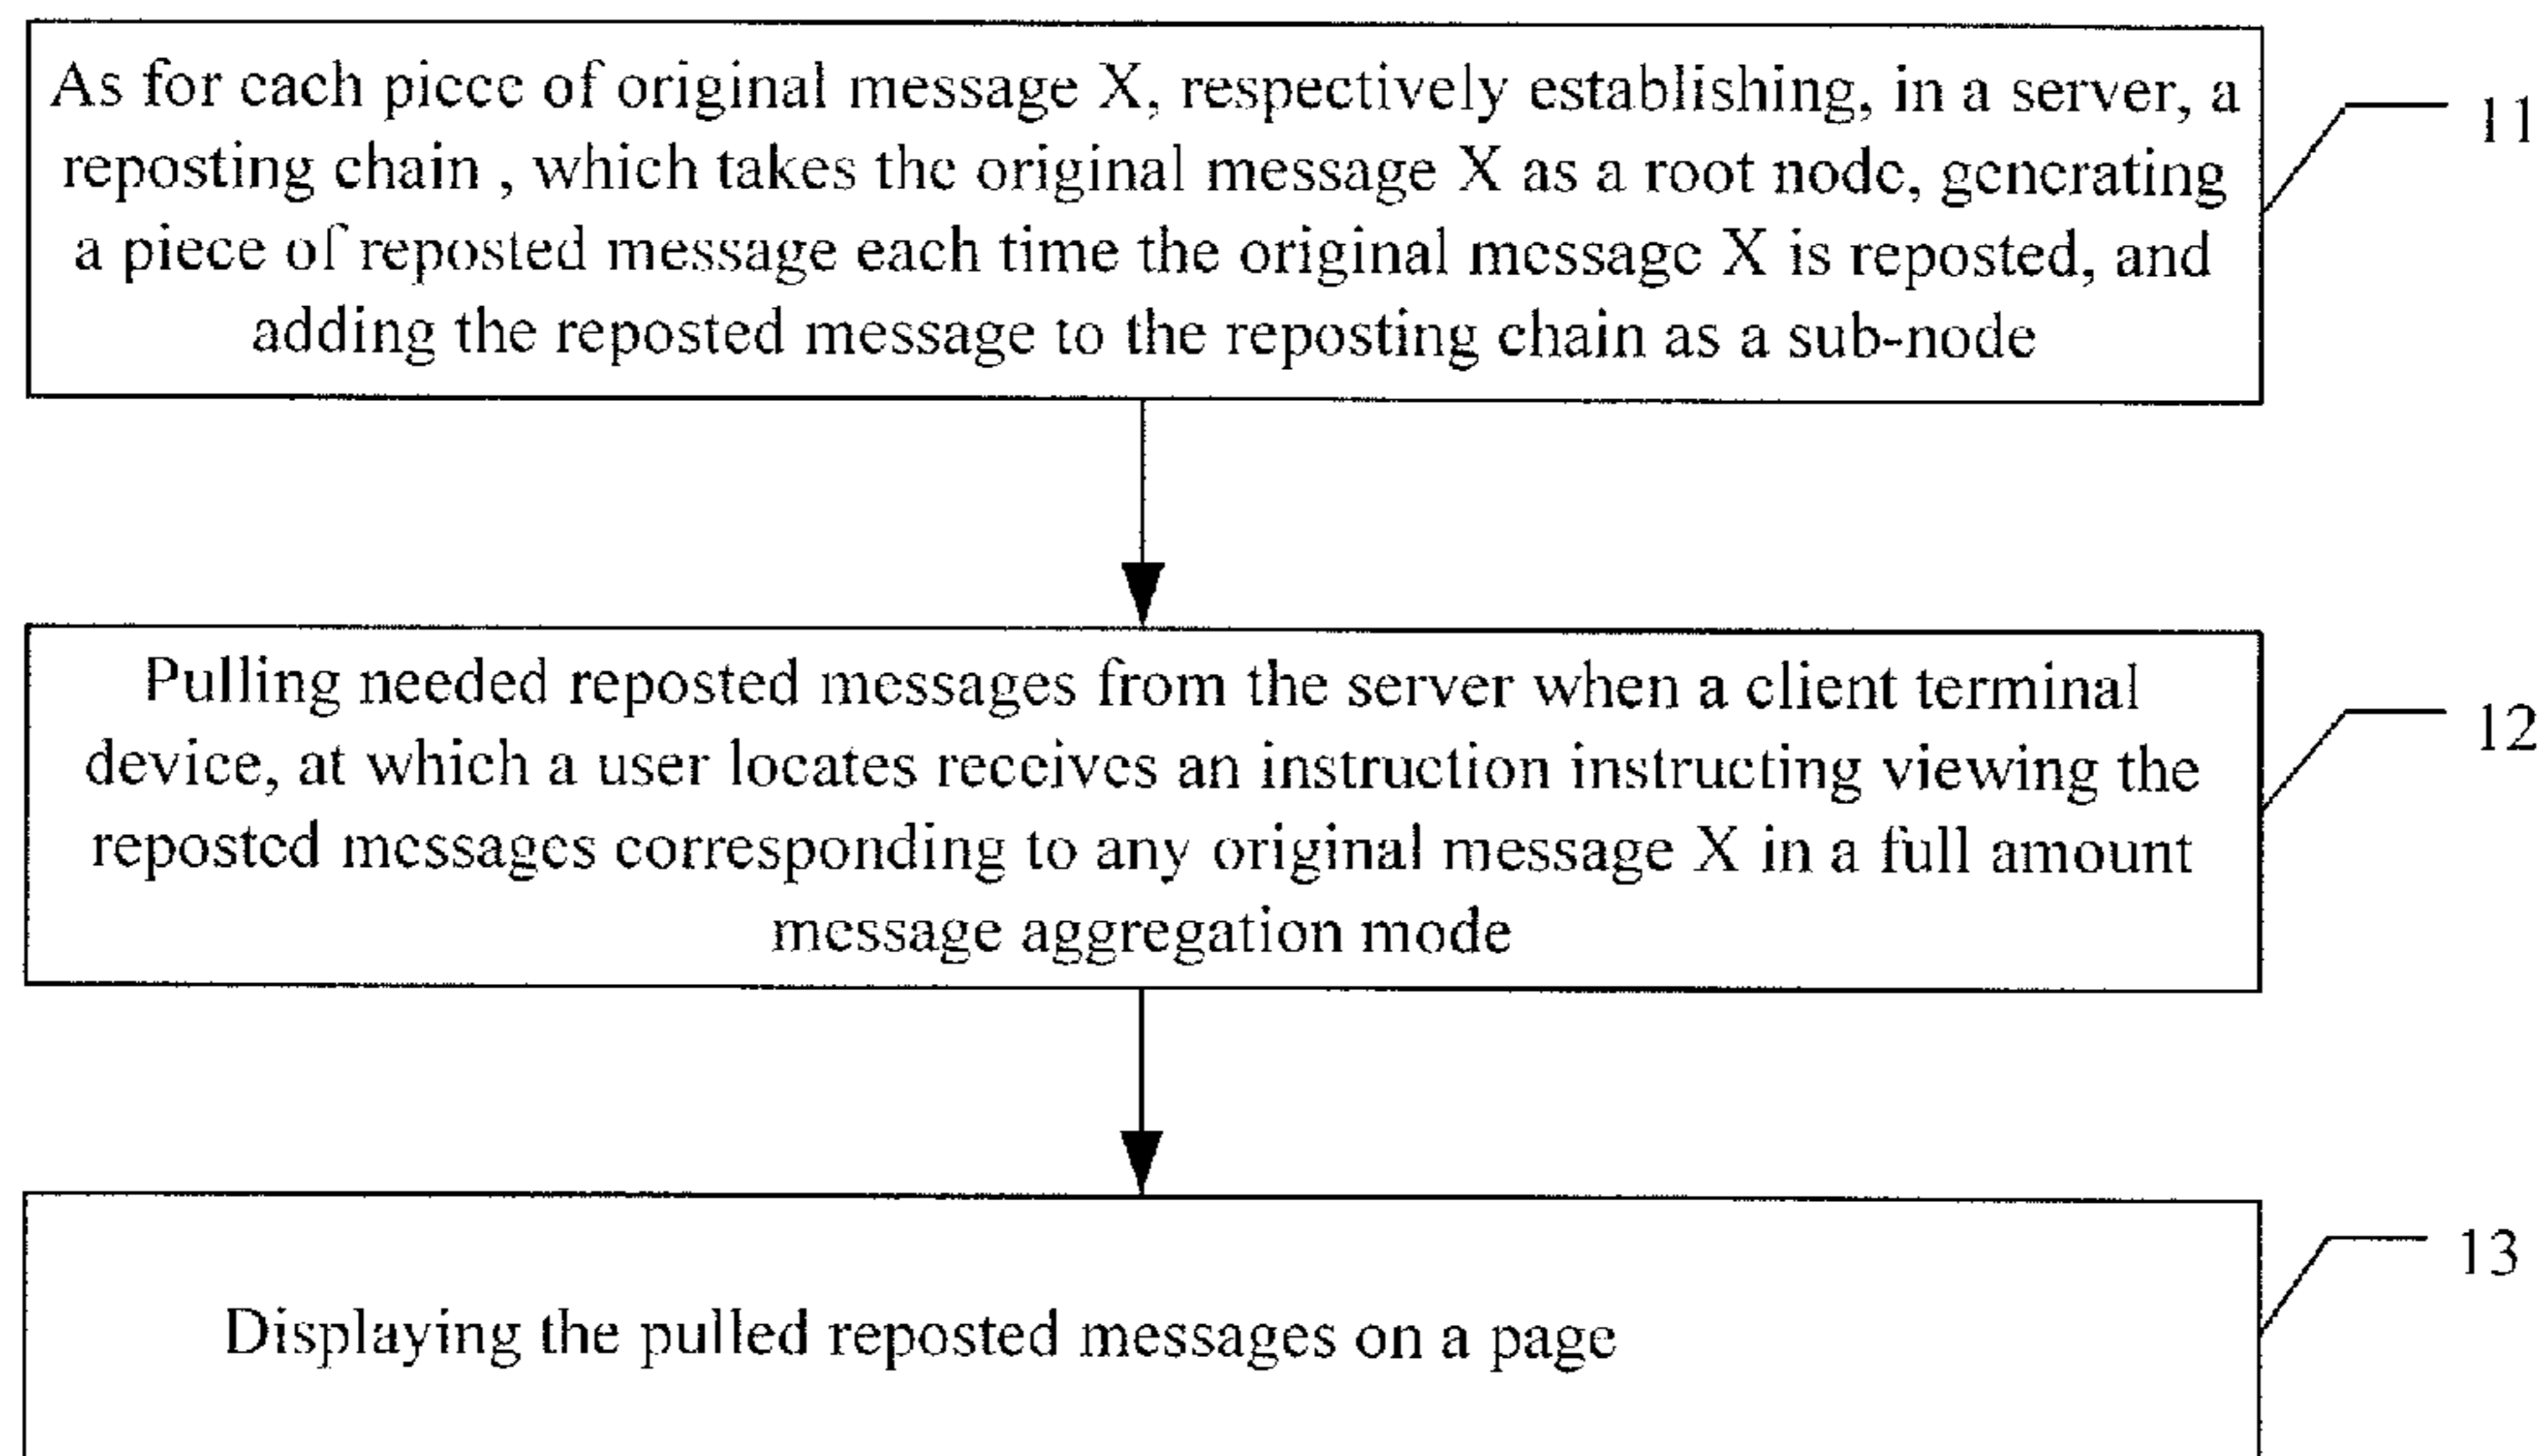 As for each piece of original message X, respectively establishing, in a server, a
reposting chain , which takes the original message X as a root node, generating
a piece of reposted message each time the original message X is reposted, and
adding the reposted message to the reposting chain as a sub-node
11
Pulling needed reposted messages from the server when a client terminal
device, at which a user locates receives an instruction instructing viewing the
reposted messages corresponding to any original message X in a full amount
message aggregation mode
12
Displaying the pulled reposted messages on a page
13